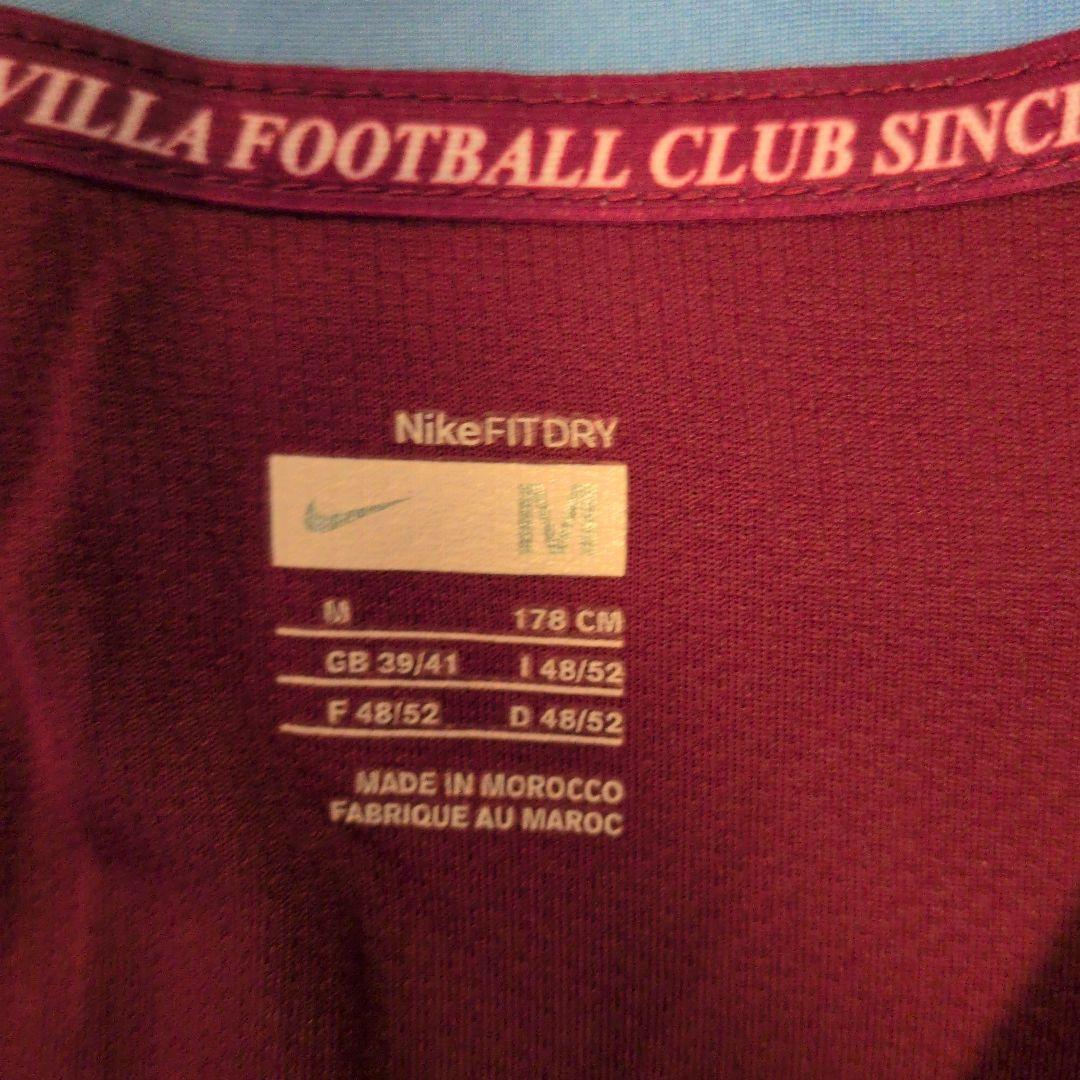 VILLA FOOTBALL CLUB SINCE
NikeFITDRY
M
M 178 CM
GB 39/41 I 48/52
F 48/52 D 48/52
MADE IN MOROCCO
FABRIQUE AU MAROC